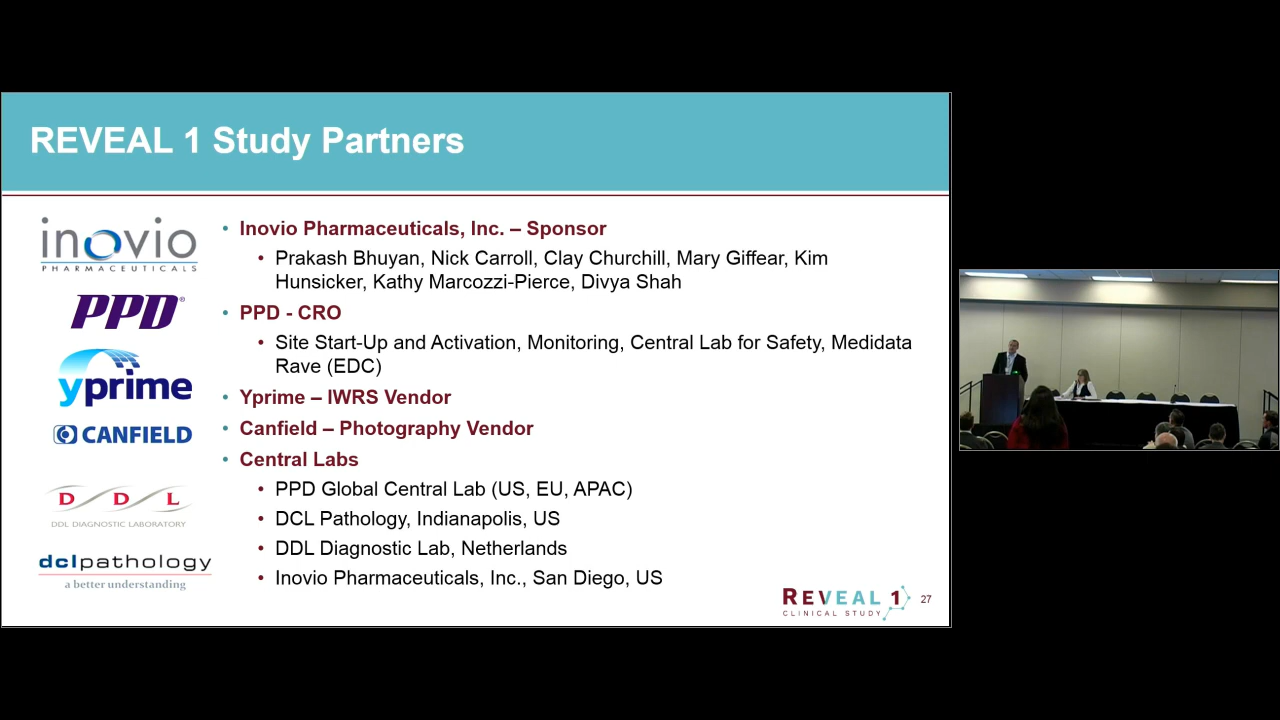 REVEAL 1 Study Partners
inovio
PHARMACEUTICALS
PPD®
yprime
CANFIELD
D D L
DDL DIAGNOSTIC LABORATORY
dclpathology
a better understanding
• Inovio Pharmaceuticals, Inc. – Sponsor
• Prakash Bhuyan, Nick Carroll, Clay Churchill, Mary Giffear, Kim
Hunsicker, Kathy Marcozzi-Pierce, Divya Shah
• PPD - CRO
• Site Start-Up and Activation, Monitoring, Central Lab for Safety, Medidata
Rave (EDC)
• Yprime – IWRS Vendor
• Canfield – Photography Vendor
• Central Labs
• PPD Global Central Lab (US, EU, APAC)
• DCL Pathology, Indianapolis, US
• DDL Diagnostic Lab, Netherlands
• Inovio Pharmaceuticals, Inc., San Diego, US
REVEAL 1
CLINICAL STUDY
27